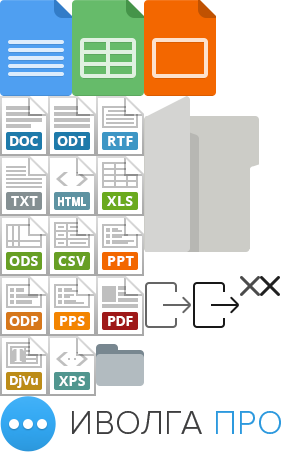 DOC ODT RTF
TXT HTML XLS
ODS CSV PPT
ODP PPS PDF
DjVu XPS
ИВОЛГА ПРО